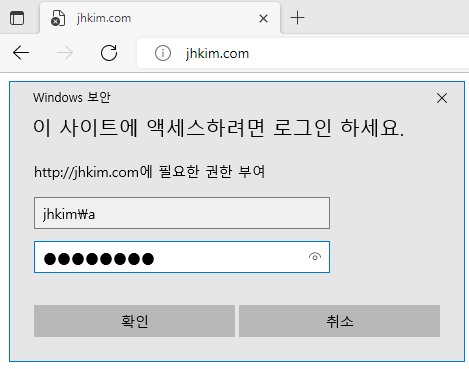 jhkim.com
jhkim.com
Windows 보안
이 사이트에 액세스하려면 로그인 하세요.
http://jhkim.com에 필요한 권한 부여
jhkim₩a
●●●●●●●●
확인
취소